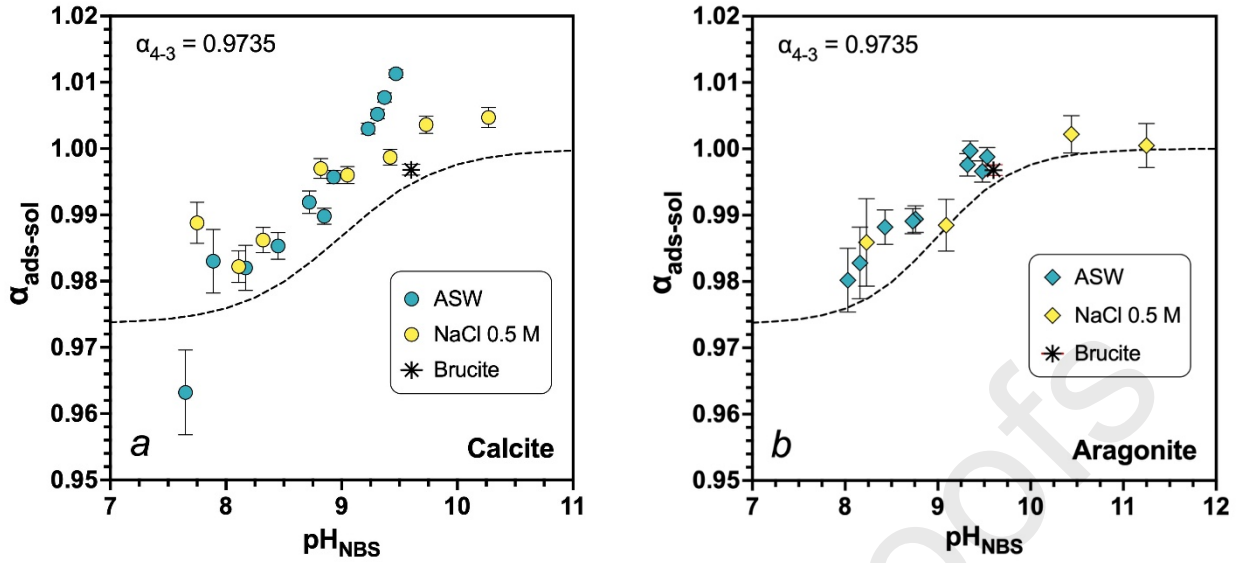 α4-3 = 0.9735
1.02
1.01
1.00
0.99
0.98
0.97
0.96
0.95
αads-sol
ASW
NaCl 0.5 M
Brucite
a
Calcite
7 8 9 10 11
pHNBS
α4-3 = 0.9735
1.02
1.01
1.00
0.99
0.98
0.97
0.96
0.95
αads-sol
ASW
NaCl 0.5 M
Brucite
b
Aragonite
7 8 9 10 11 12
pHNBS